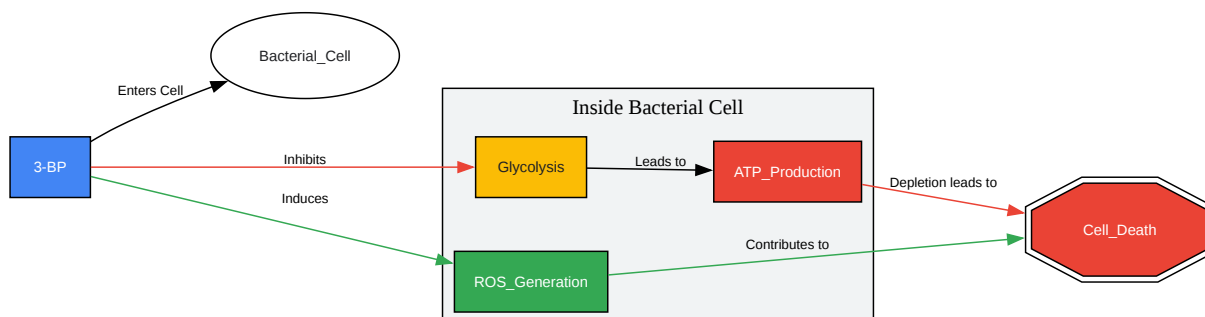 Bacterial_Cell
Enters Cell
Inside Bacterial Cell
3-BP
Inhibits
Glycolysis
Leads to
ATP_Production
Depletion leads to
Induces
Cell_Death
Contributes to
ROS_Generation